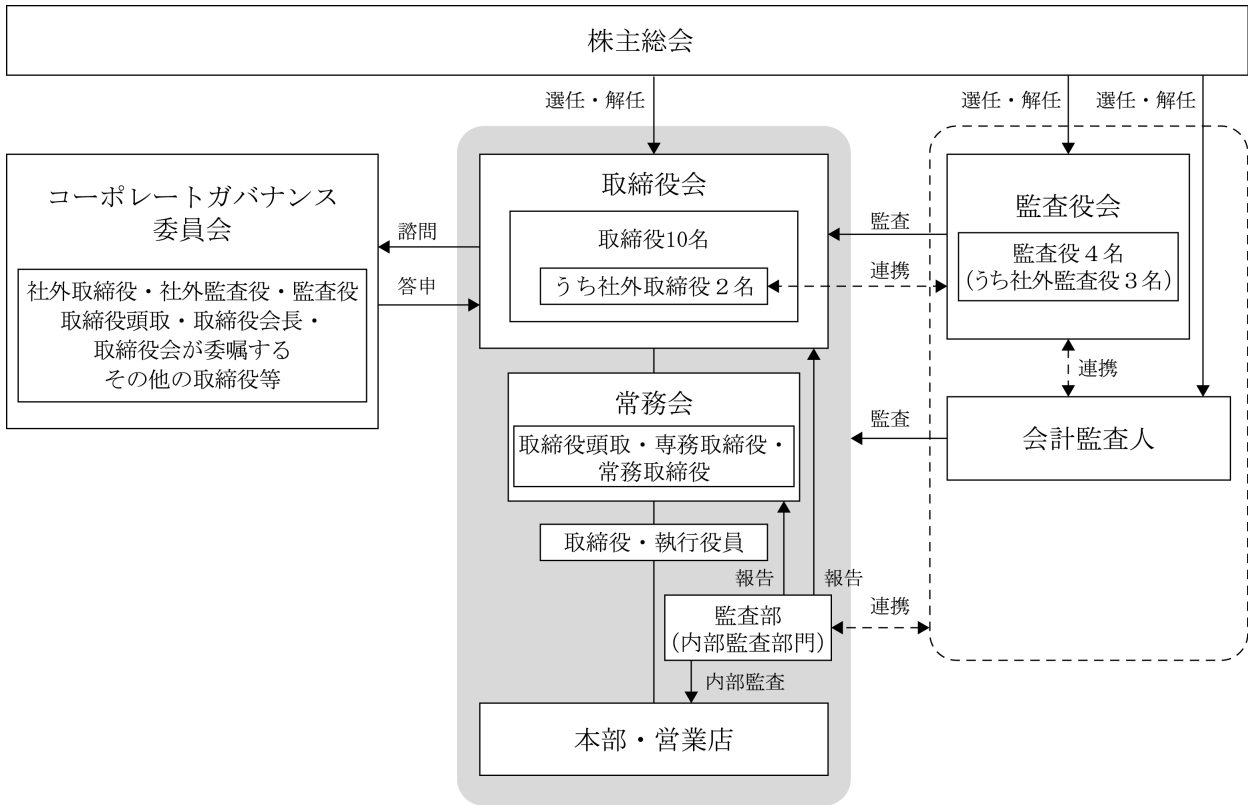 株主総会
選任・解任
選任・解任
選任・解任
コーポレートガバナンス
委員会
社外取締役・社外監査役・監査役
取締役頭取・取締役会長・
取締役会が委嘱する
その他の取締役等
諮問
答申
取締役会
取締役10名
うち社外取締役２名
監査
連携
監査役会
監査役４名
(うち社外監査役３名)
連携
常務会
取締役頭取・専務取締役・
常務取締役
監査
会計監査人
取締役・執行役員
報告
報告
監査部
(内部監査部門)
連携
内部監査
本部・営業店